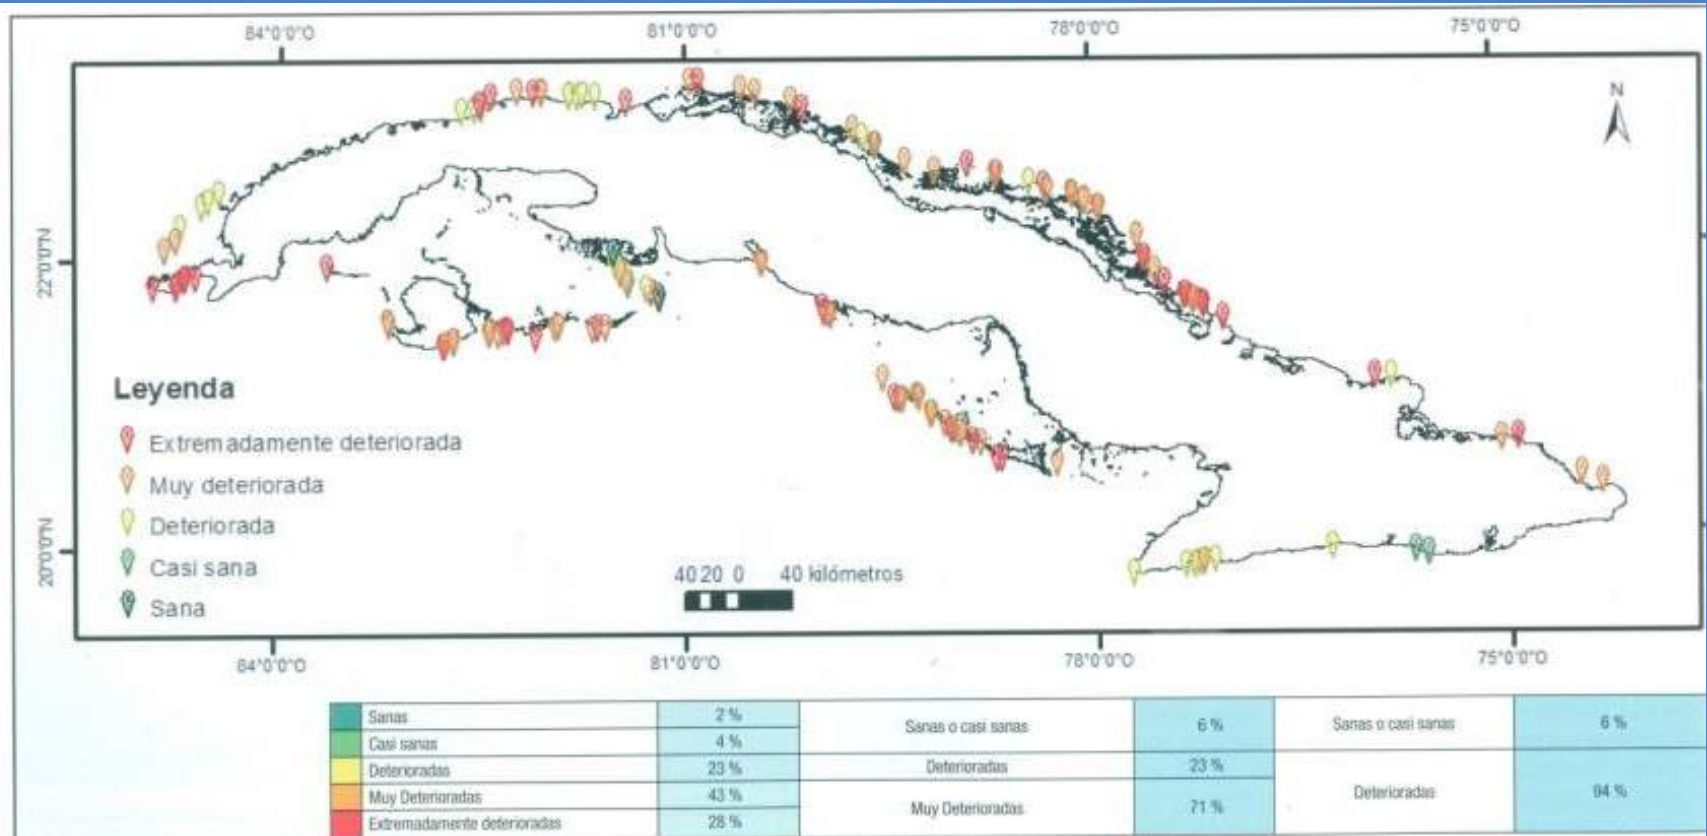 84°0'0"O 81°0'0"O 78°0'0"O 75°0'0"O
N
22°0'0"N
20°0'0"N
Leyenda
Extremadamente deteriorada
Muy deteriorada
Deteriorada
Casi sana
Sana
40 20 0 40 kilómetros
84°0'0"O 81°0'0"O 78°0'0"O 75°0'0"O
Sanas 2 % Sanas o casi sanas 6 % Sanas o casi sanas 6 %
Casi sanas 4 %
Deterioradas 23 % Deterioradas 23 % Deterioradas 94 %
Muy Deterioradas 43 % Muy Deterioradas 71 %
Extremadamente deterioradas 28 %